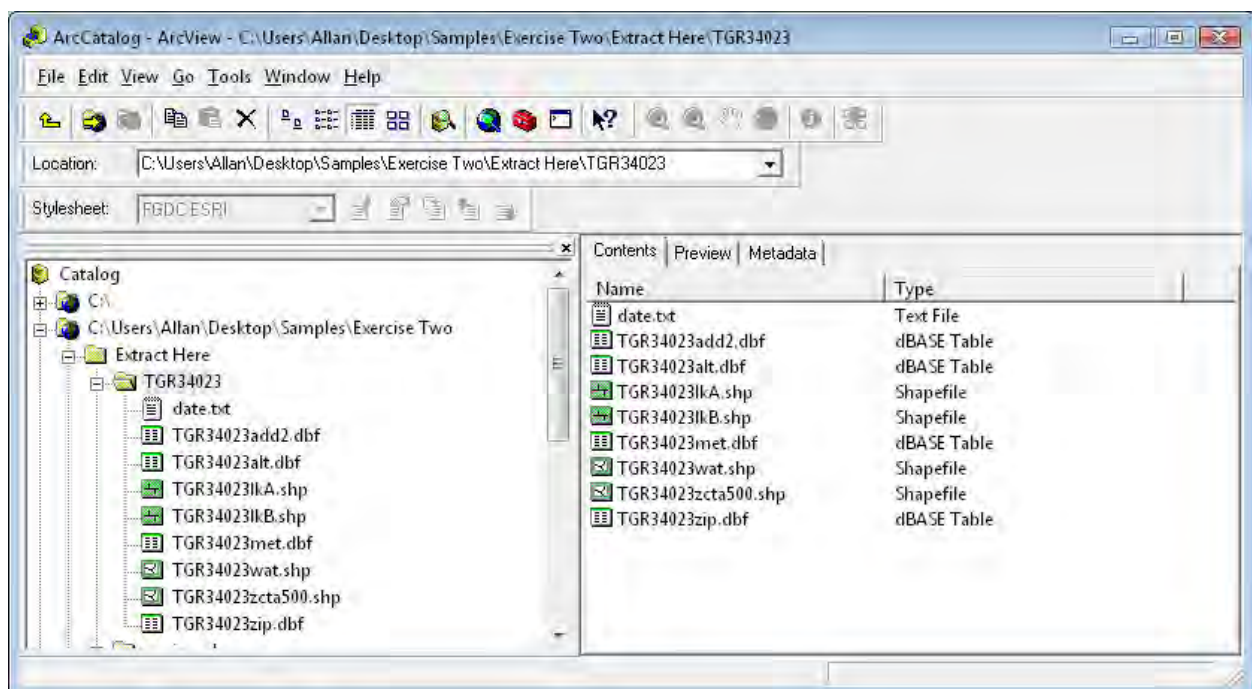 ArcCatalog - ArcView - C:\Users\Allan\Desktop\Samples\Exercise Two\Extract Here\TGR34023
File Edit View Go Tools Window Help
Location: C:\Users\Allan\Desktop\Samples\Exercise Two\Extract Here\TGR34023
Stylesheet: FGDC ESRI
Catalog
C:\
C:\Users\Allan\Desktop\Samples\Exercise Two
Extract Here
TGR34023
date.txt
TGR34023add2.dbf
TGR34023alt.dbf
TGR34023lkA.shp
TGR34023lkB.shp
TGR34023met.dbf
TGR34023wat.shp
TGR34023zcta500.shp
TGR34023zip.dbf
Contents Preview Metadata
Name Type
date.txt Text File
TGR34023add2.dbf dBASE Table
TGR34023alt.dbf dBASE Table
TGR34023lkA.shp Shapefile
TGR34023lkB.shp Shapefile
TGR34023met.dbf dBASE Table
TGR34023wat.shp Shapefile
TGR34023zcta500.shp Shapefile
TGR34023zip.dbf dBASE Table